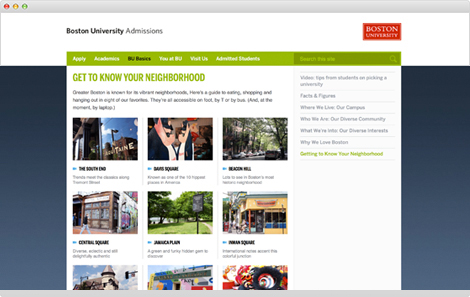 Boston University Admissions
BOSTON
UNIVERSITY
Apply Academics BU Basics You at BU Visit Us Admitted Students Search this site
GET TO KNOW YOUR NEIGHBORHOOD
Greater Boston is known for its vibrant neighborhoods, Here's a guide to eating, shopping and
hanging out in eight of our favorites. They're all accessible on foot, by T or by bus. (And, at the
moment, by laptop.)
Video: tips from students on picking a
university
Facts & Figures
Where We Live: Our Campus
Who We Are: Our Diverse Community
What We're Into: Our Diverse Interests
Why We Love Boston
Getting to Know Your Neighborhood
THE SOUTH END
Trends meet the classics along
Tremont Street
DAVIS SQUARE
Known as one of the 10 hippest
places in America
BEACON HILL
Lots to see in Boston's most
historic neighborhood
CENTRAL SQUARE
Diverse, eclectic and still
delightfully authentic
JAMAICA PLAIN
A green and funky hidden gem to
discover
INMAN SQUARE
International notes accent this
colorful junction